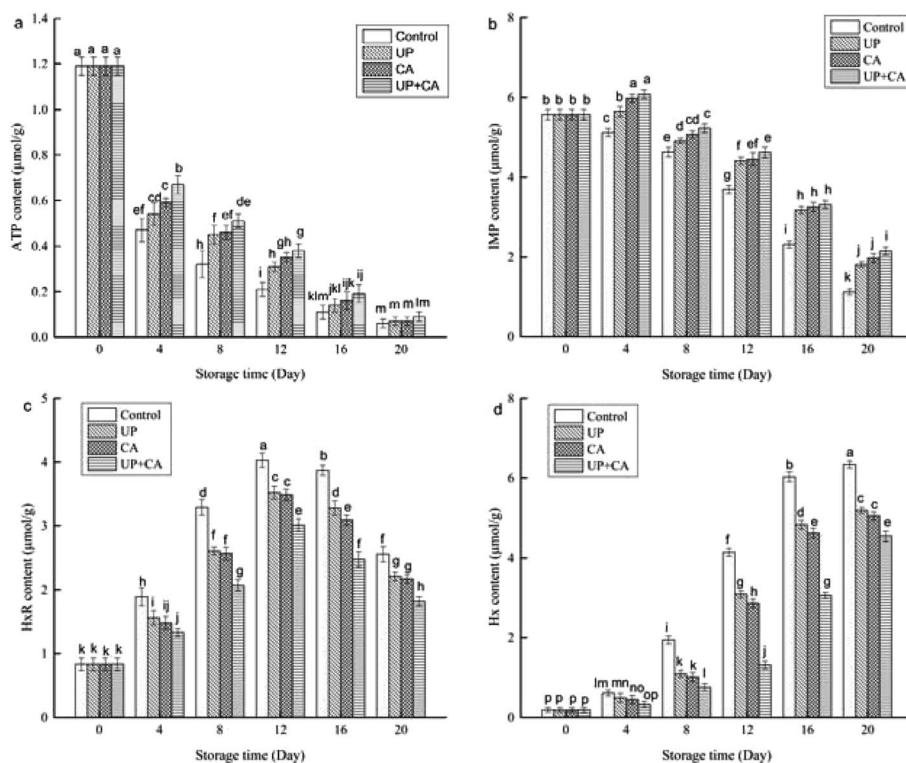 a
1.4
1.2
1.0
0.8
0.6
0.4
0.2
0.0
ATP content (μmol/g)
Control
UP
CA
UP+CA
a a a a
ef cd c b
h f ef de
i h gh g
klm jkl ijk ij
m m m lm
0 4 8 12 16 20
Storage time (Day)
b
8
6
4
2
0
IMP content (μmol/g)
Control
UP
CA
UP+CA
b b b b
c b a a
e d cd c
g f ef e
i h h h
k j j i
0 4 8 12 16 20
Storage time (Day)
c
5
4
3
2
1
0
HxR content (μmol/g)
Control
UP
CA
UP+CA
k k k k
h i ij j
d f f g
a c c e
b d e f
d g g h
0 4 8 12 16 20
Storage time (Day)
d
8
6
4
2
0
Hx content (μmol/g)
Control
UP
CA
UP+CA
p p p p
lm mn no op
i k k l
f g h j
b d e g
a c c e
0 4 8 12 16 20
Storage time (Day)